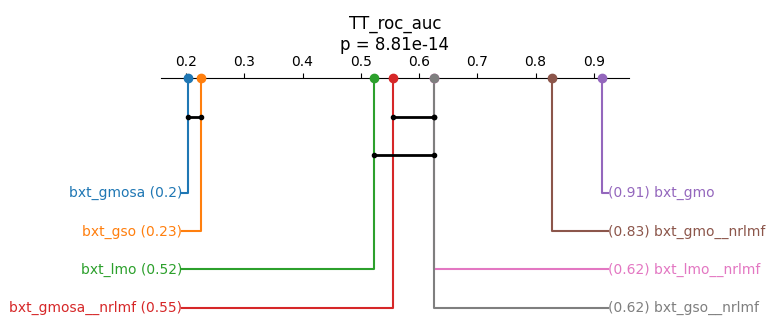 TT_roc_auc
p = 8.81e-14
0.2 0.3 0.4 0.5 0.6 0.7 0.8 0.9
bxt_gmosa (0.2) (0.91) bxt_gmo
bxt_gso (0.23) (0.83) bxt_gmo__nrlmf
bxt_lmo (0.52) (0.62) bxt_lmo__nrlmf
bxt_gmosa__nrlmf (0.55) (0.62) bxt_gso__nrlmf